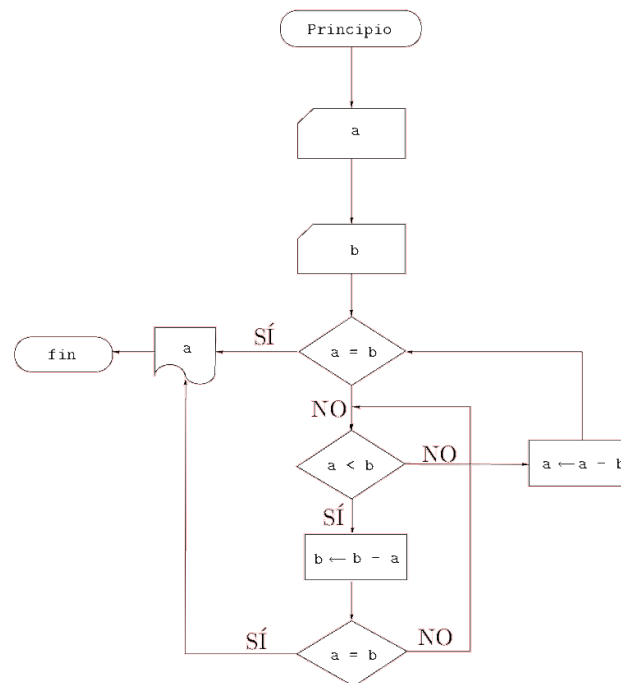 Principio
a
b
a = b
SÍ
a
fin
NO
a < b
NO
a ← a - b
SÍ
b ← b - a
a = b
SÍ
NO